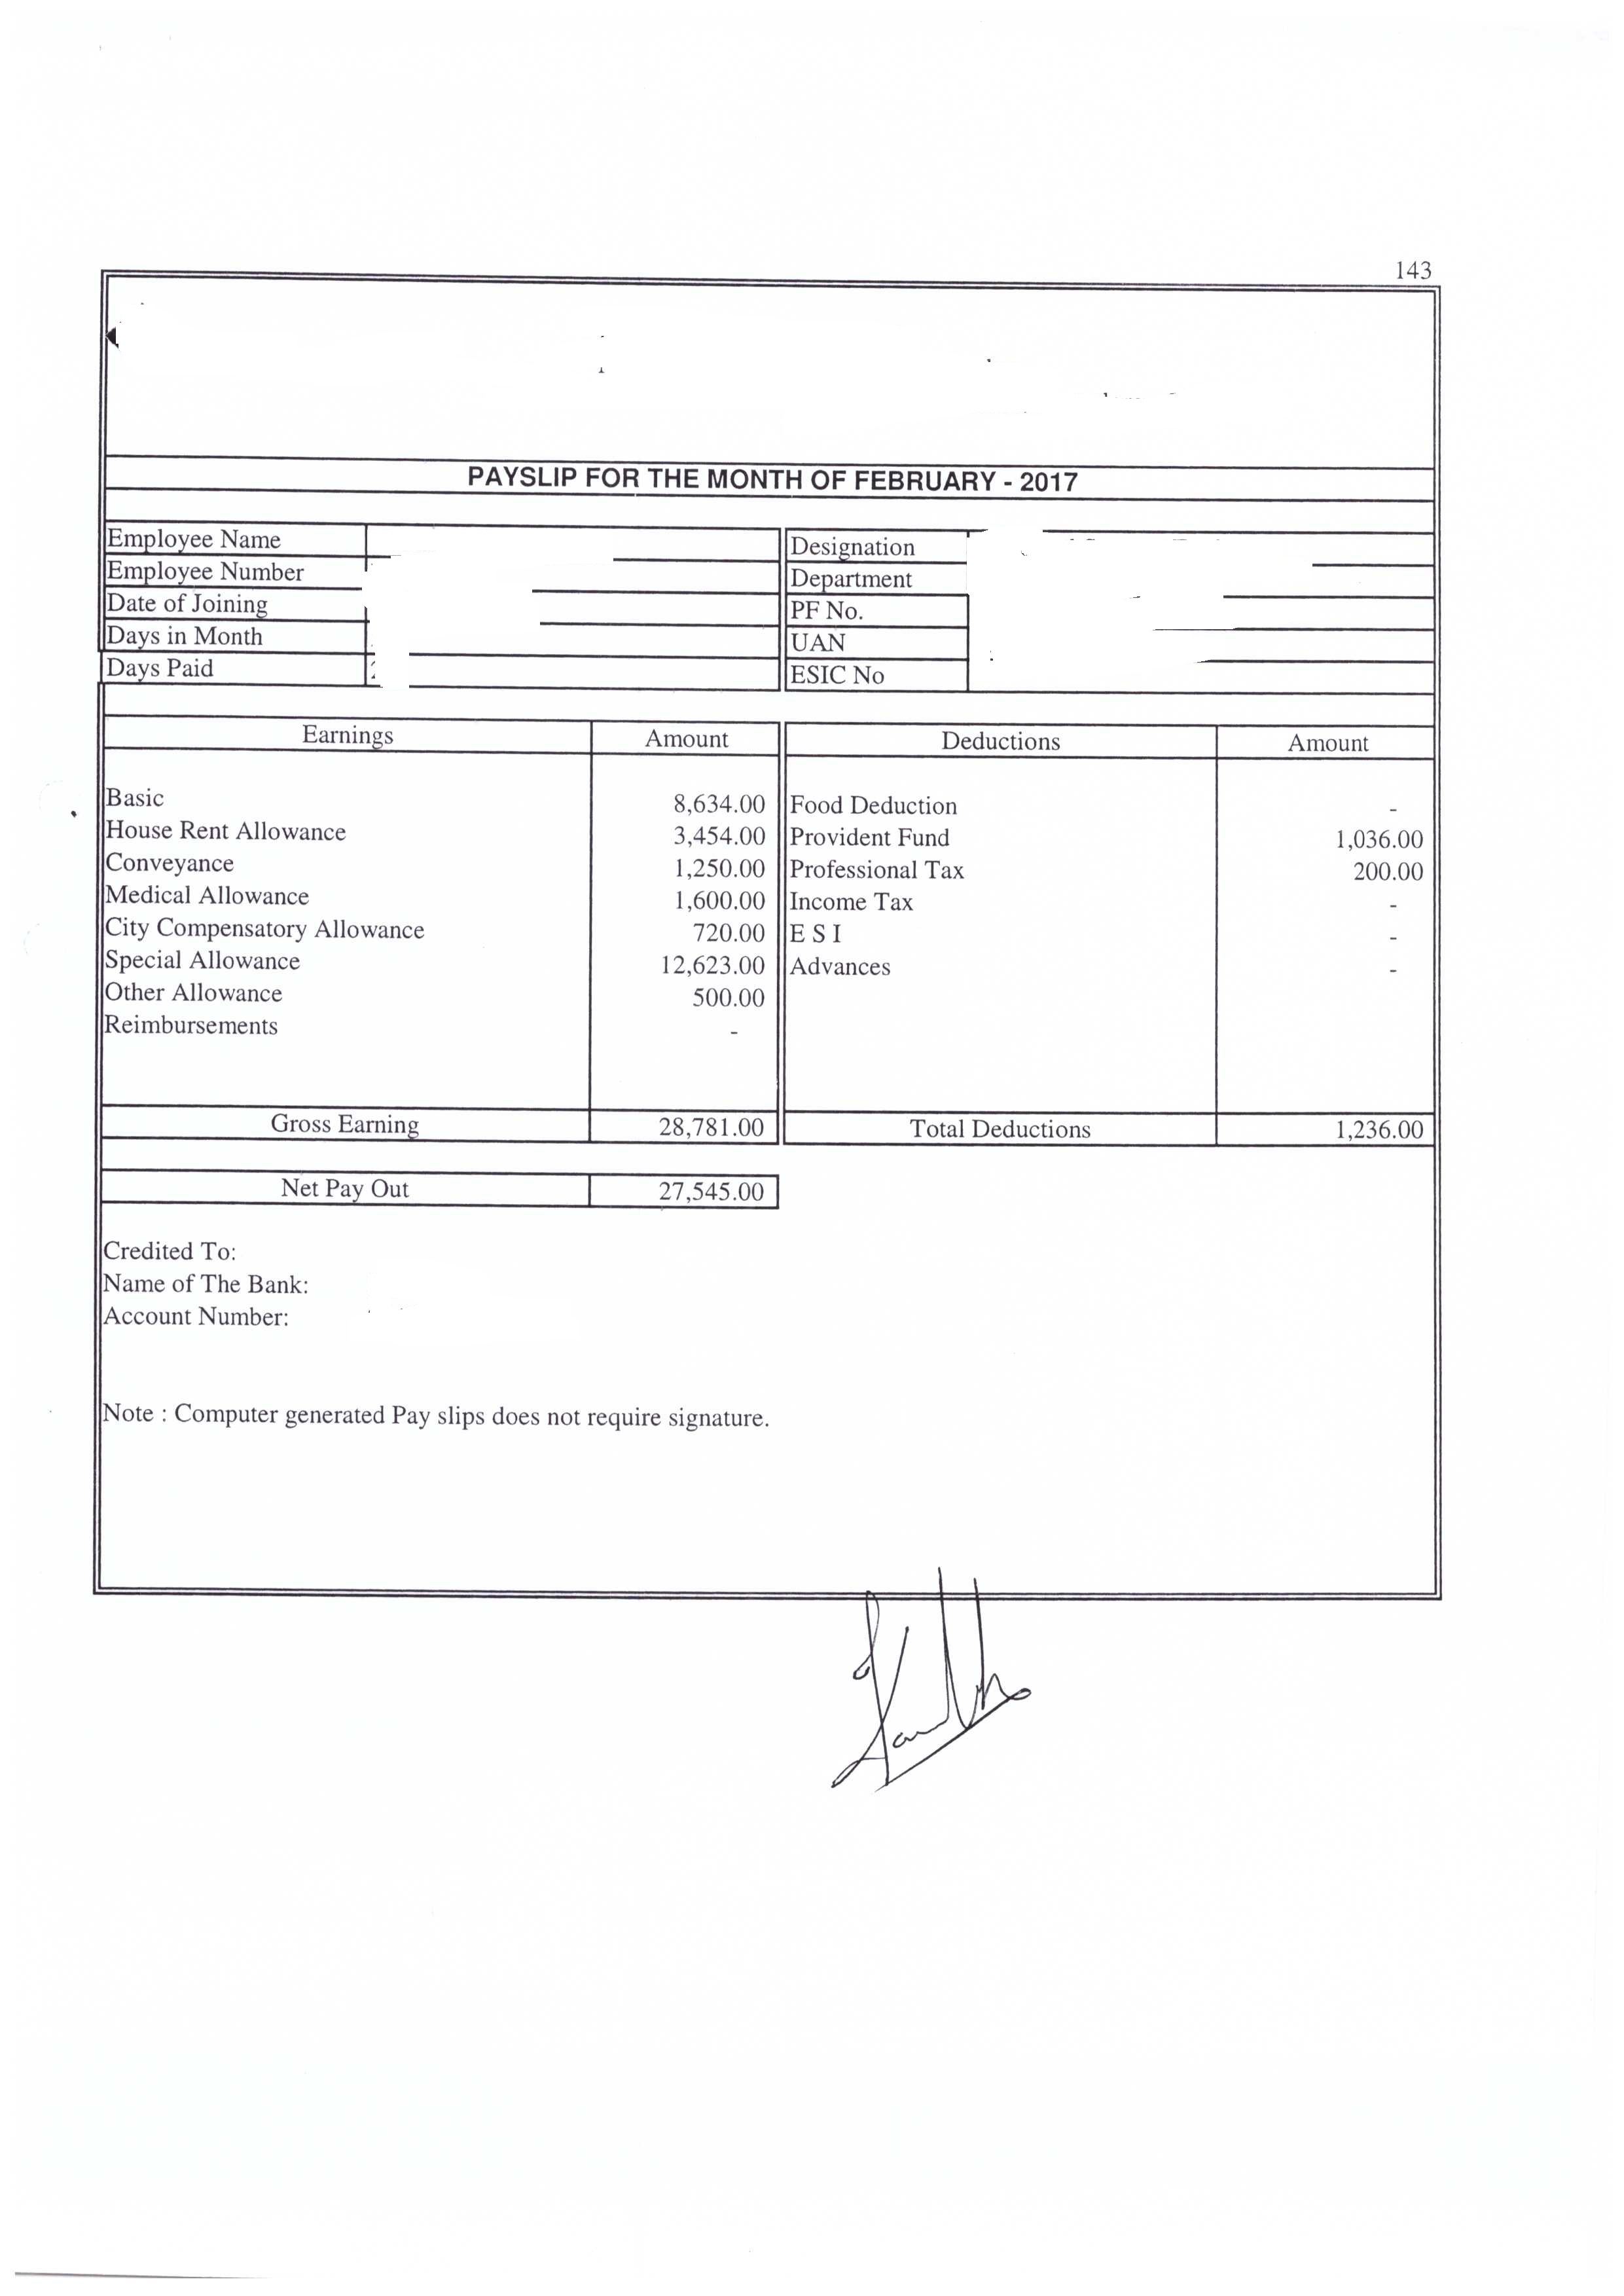 143
PAYSLIP FOR THE MONTH OF FEBRUARY - 2017
Employee Name
Designation
Employee Number
Department
Date of Joining
PF No.
Days in Month
UAN
Days Paid
ESIC No
Earnings Amount Deductions Amount
Basic 8,634.00 Food Deduction -
House Rent Allowance 3,454.00 Provident Fund 1,036.00
Conveyance 1,250.00 Professional Tax 200.00
Medical Allowance 1,600.00 Income Tax -
City Compensatory Allowance 720.00 E S I -
Special Allowance 12,623.00 Advances -
Other Allowance 500.00
Reimbursements -
Gross Earning 28,781.00 Total Deductions 1,236.00
Net Pay Out 27,545.00
Credited To:
Name of The Bank:
Account Number:
Note : Computer generated Pay slips does not require signature.